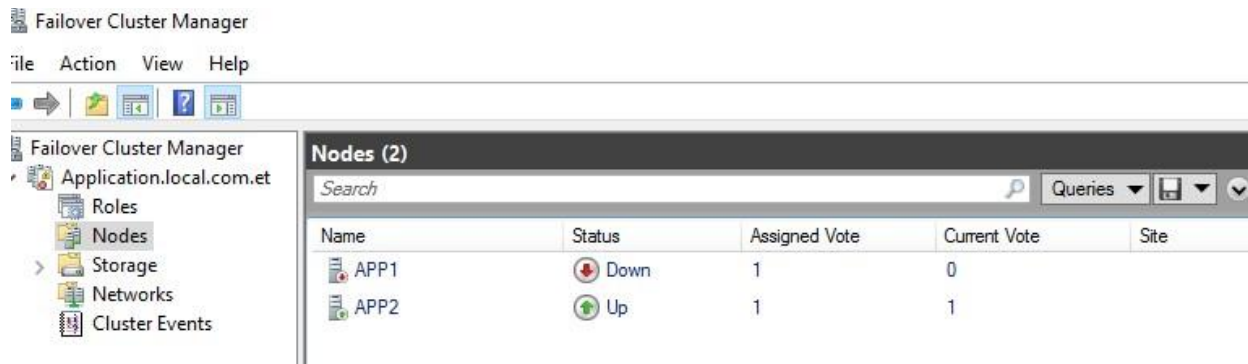 Failover Cluster Manager
File Action View Help
Failover Cluster Manager
Application.local.com.et
Roles
Nodes
Storage
Networks
Cluster Events
Nodes (2)
Search
Queries
Name Status Assigned Vote Current Vote Site
APP1 Down 1 0
APP2 Up 1 1